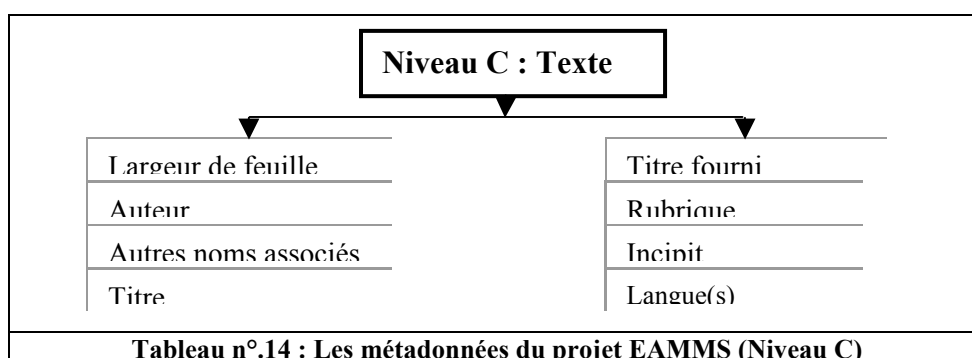 Niveau C : Texte
Largeur de feuille
Auteur
Autres noms associés
Titre
Titre fourni
Rubrique
Incipit
Langue(s)
Tableau n°.14 : Les métadonnées du projet EAMMS (Niveau C)